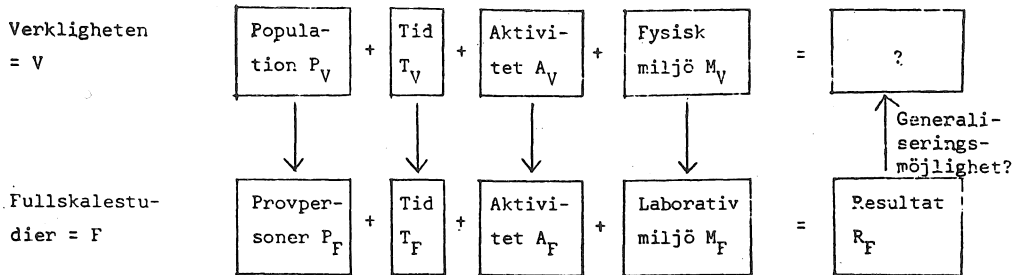 Verkligheten
= V
Popula-
tion P_V
+
Tid
T_V
+
Aktivi-
tet A_V
+
Fysisk
miljö M_V
=
?
Generali-
serings-
möjlighet?
Fullskalestu-
dier = F
Provper-
soner P_F
+
Tid
T_F
+
Aktivi-
tet A_F
+
Laborativ
miljö M_F
=
Resultat
R_F